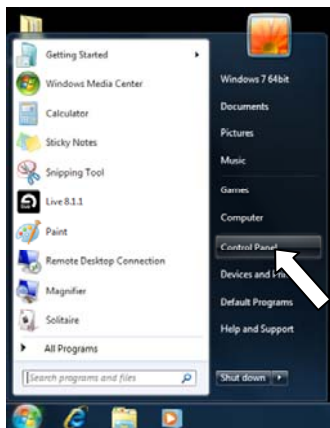 Getting Started
Windows Media Center
Calculator
Sticky Notes
Snipping Tool
Live 8.1.1
Paint
Remote Desktop Connection
Magnifier
Solitaire
All Programs
Search programs and files
Windows 7 64bit
Documents
Pictures
Music
Games
Computer
Control Panel
Devices and
Default Programs
Help and Support
Shut down